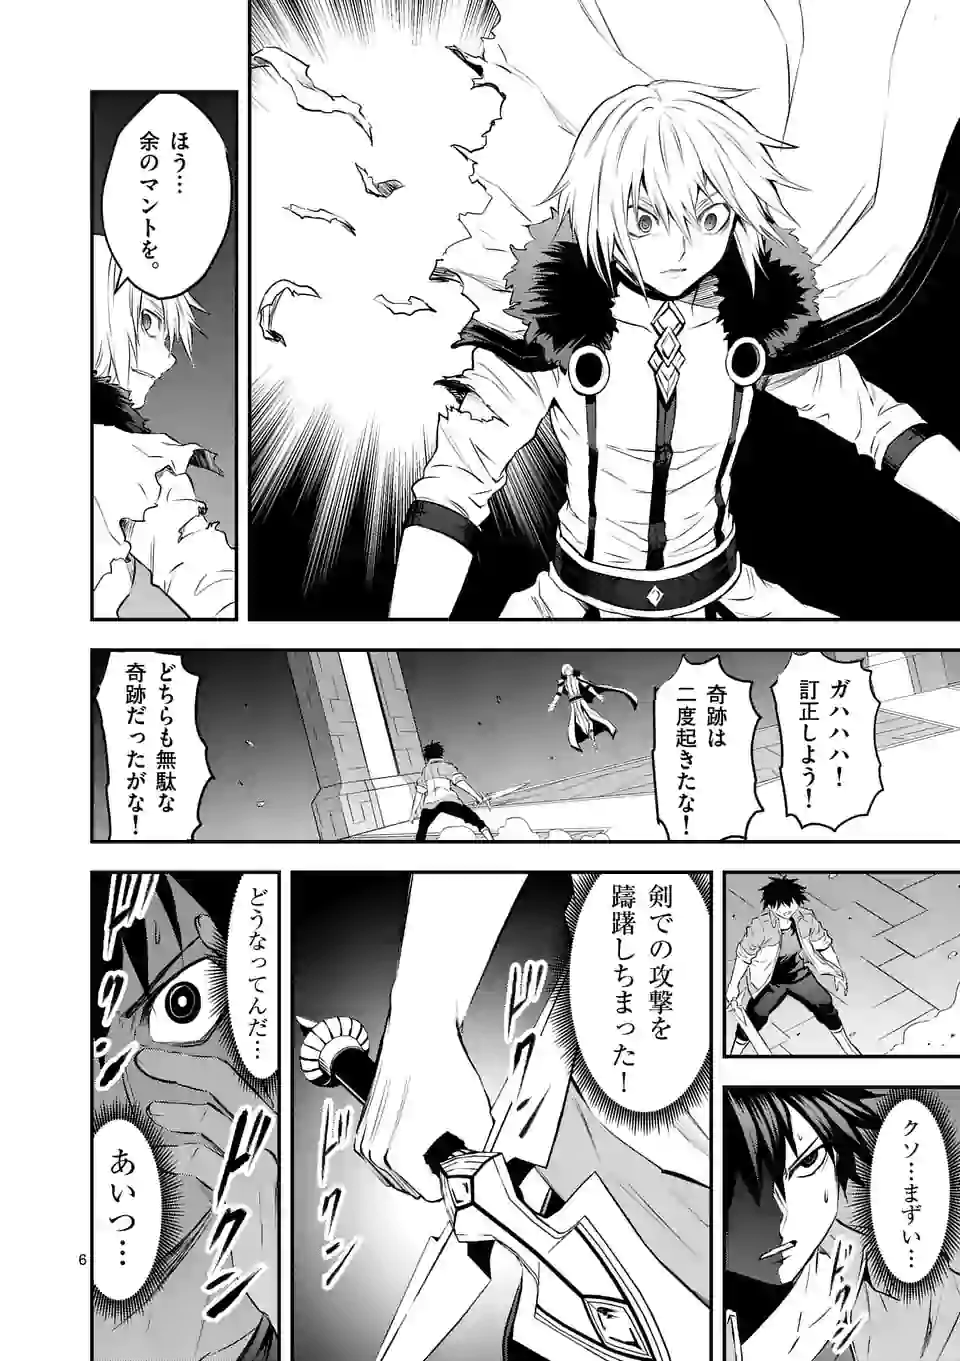 ほう…
余のマントを。
ガハハハ！
訂正しよう！
奇跡は
二度起きたな！
どちらも無駄な
奇跡だったがな！
クソ…まずい…
剣での攻撃を
躊躇しちまった！
ドクン
ドクン
どうなってんだ…
ドクン
ドクン
あいつ…
6